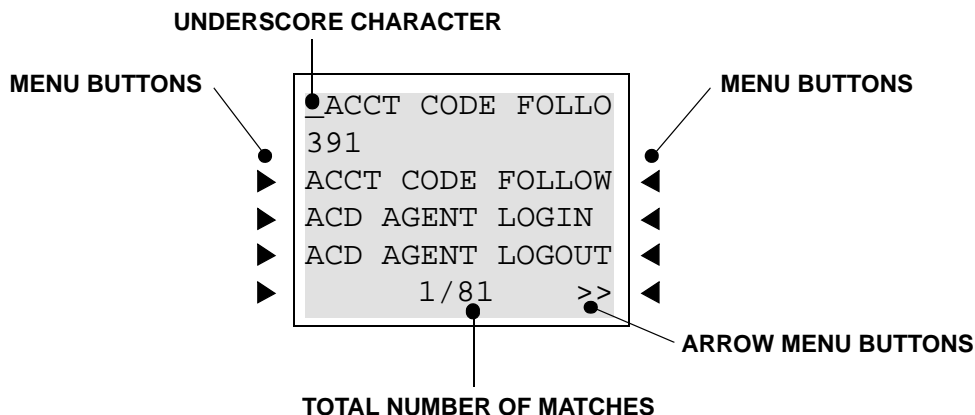 UNDERSCORE CHARACTER
MENU BUTTONS
MENU BUTTONS
_ACCT CODE FOLLO
391
ACCT CODE FOLLOW
ACD AGENT LOGIN
ACD AGENT LOGOUT
1/81 >>
ARROW MENU BUTTONS
TOTAL NUMBER OF MATCHES